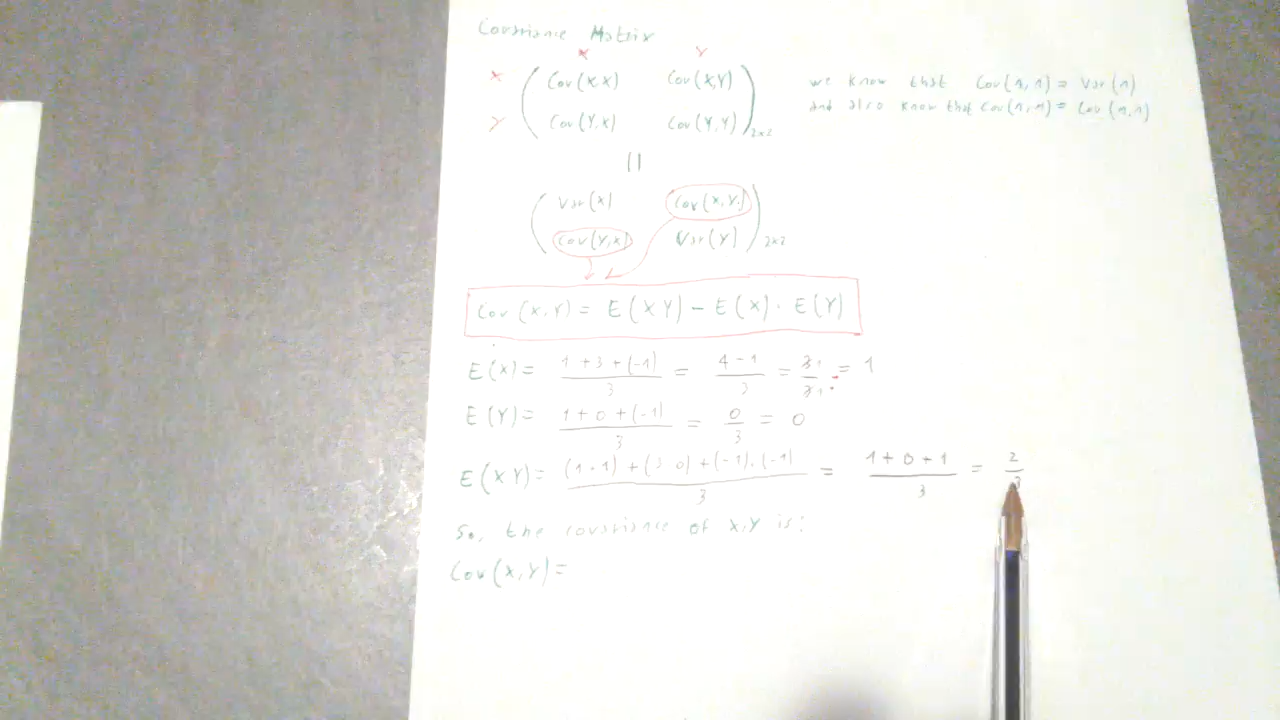 Covariance Matrix
X Y
X ( Cov(X,X) Cov(X,Y)
Y Cov(Y,X) Cov(Y,Y) ) 2x2
we know that Cov(n,n) = Var(n)
and also know that Cov(n,m) = Cov(m,n)
||
( Var(X) Cov(X,Y)
Cov(Y,X) Var(Y) ) 2x2
Cov(X,Y) = E(XY) - E(X) · E(Y)
E(X) = (1+3+(-1))/3 = (4-1)/3 = 3/3 = 1
E(Y) = (1+0+(-1))/3 = 0/3 = 0
E(XY) = ((1·1)+(3·0)+(-1)·(-1))/3 = (1+0+1)/3 = 2/3
So, the covariance of X,Y is:
Cov(X,Y) =